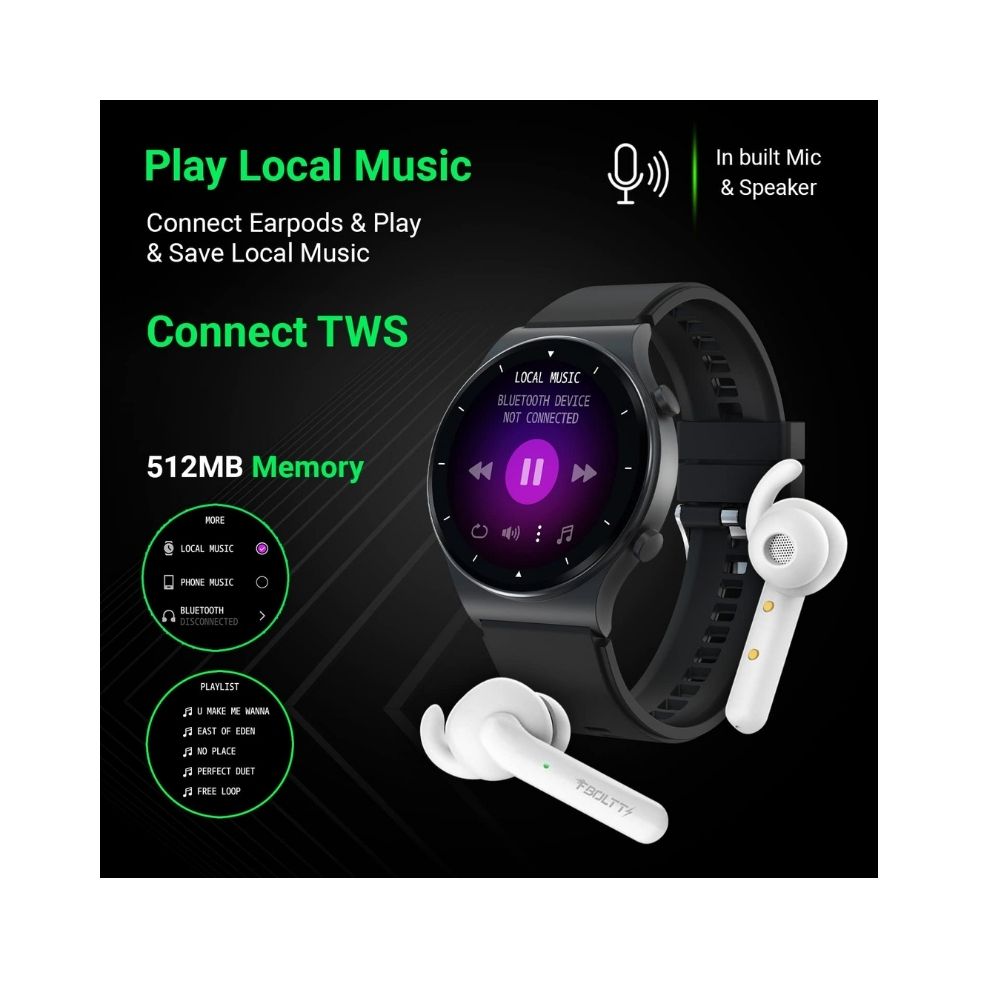 Play Local Music
Connect Earpods & Play
& Save Local Music
In built Mic
& Speaker
Connect TWS
LOCAL MUSIC
BLUETOOTH DEVICE
NOT CONNECTED
512MB Memory
MORE
LOCAL MUSIC
PHONE MUSIC
BLUETOOTH
DISCONNECTED
PLAYLIST
U MAKE ME WANNA
EAST OF EDEN
NO PLACE
PERFECT DUET
FREE LOOP
FBOLTT